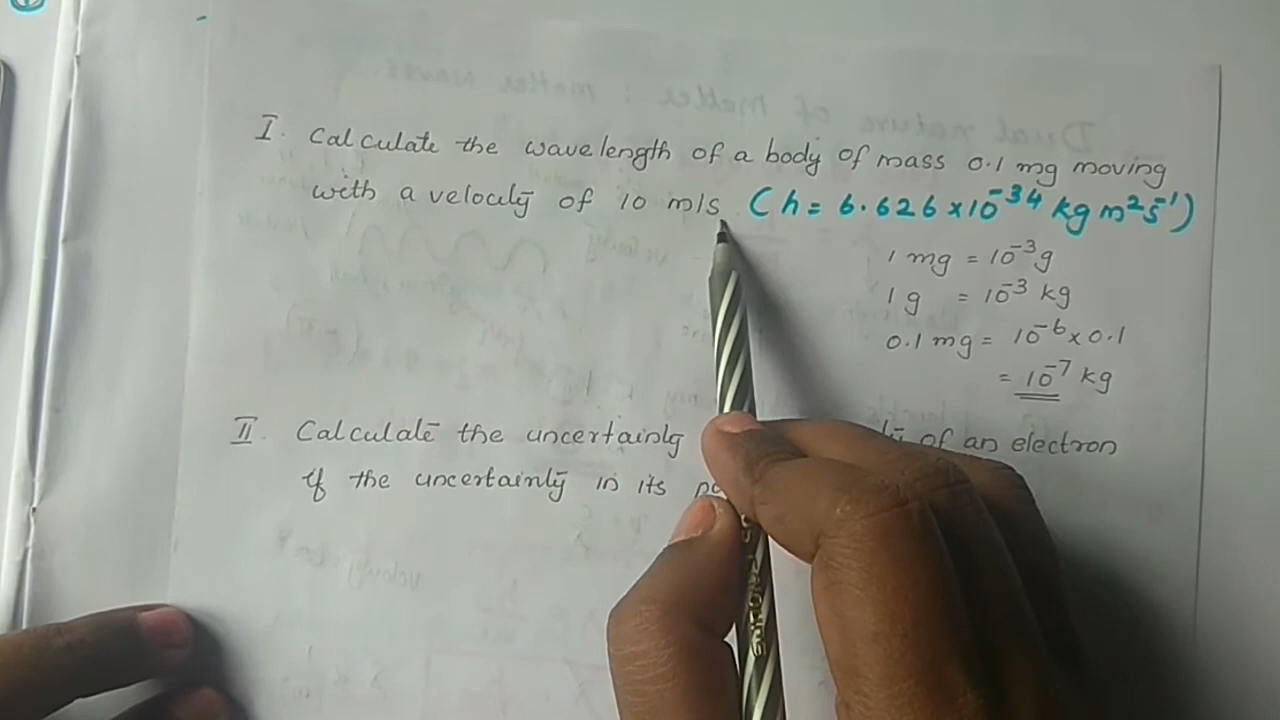 I. Calculate the wavelength of a body of mass 0.1 mg moving
with a velocity of 10 m/s (h = 6.626 × 10⁻³⁴ kg m² s⁻¹)
1 mg = 10⁻³ g
1 g = 10⁻³ kg
0.1 mg = 10⁻⁶ × 0.1
= 10⁻⁷ kg
II. Calculate the uncertainty of an electron
if the uncertainty in its